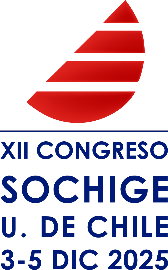 XII CONGRESO
SOCHIGE
U. DE CHILE
3-5 DIC 2025